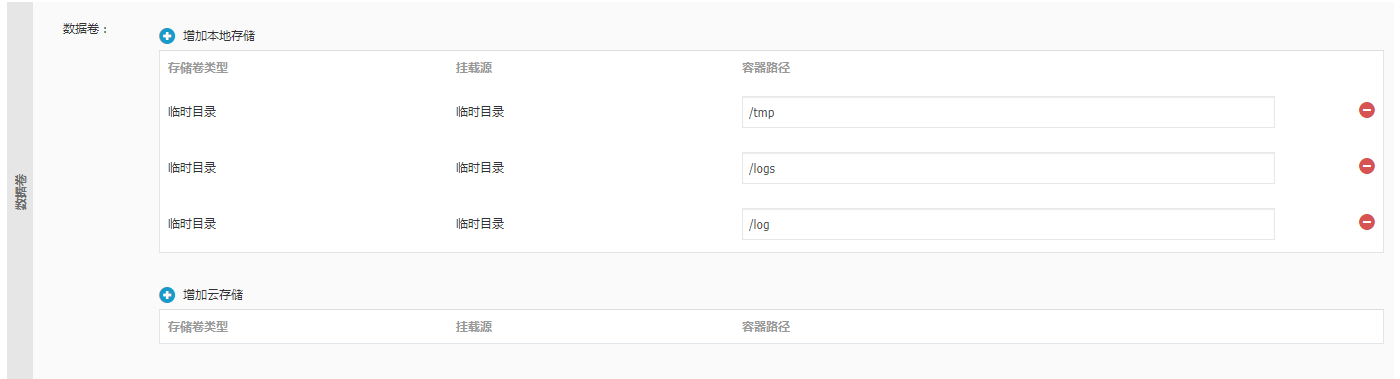 数据卷：
增加本地存储
存储卷类型 挂载源 容器路径
临时目录 临时目录 /tmp
临时目录 临时目录 /logs
临时目录 临时目录 /log
数据卷
增加云存储
存储卷类型 挂载源 容器路径